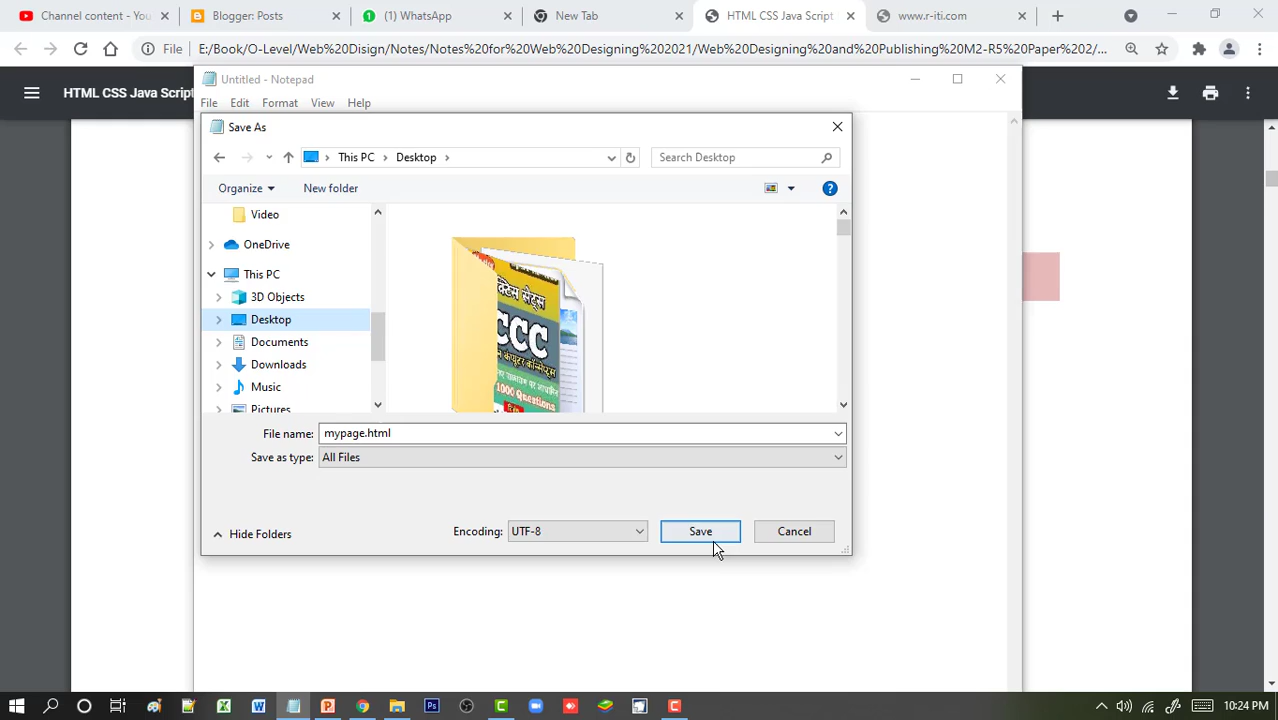 Channel content - You
Blogger: Posts
(1) WhatsApp
New Tab
HTML CSS Java Script
www.r-iti.com
File
E:/Book/O-Level/Web%20Disign/Notes/Notes%20for%20Web%20Designing%202021/Web%20Designing%20and%20Publishing%20M2-R5%20Paper%202/...
HTML CSS Java Script
Untitled - Notepad
File Edit Format View Help
Save As
This PC
Desktop
Search Desktop
Organize
New folder
Video
OneDrive
This PC
3D Objects
Desktop
Documents
Downloads
Music
Pictures
सेट्स
CCC
1000 Questions
File name:
mypage.html
Save as type:
All Files
Hide Folders
Encoding:
UTF-8
Save
Cancel
10:24 PM